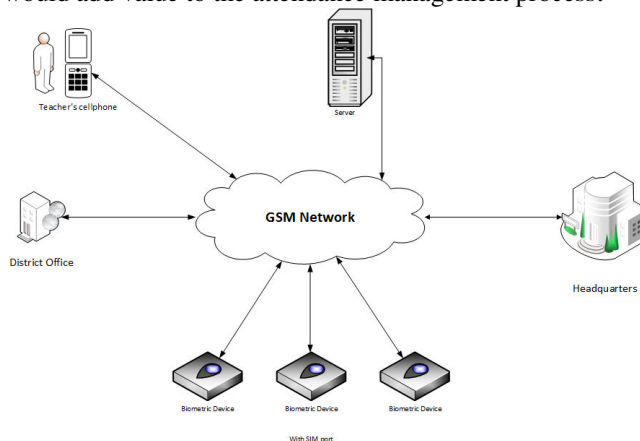 would add value to the attendance management process.
Teacher's cellphone
Server
GSM Network
District Office
Headquarters
Biometric Device
Biometric Device
Biometric Device
With SIM port